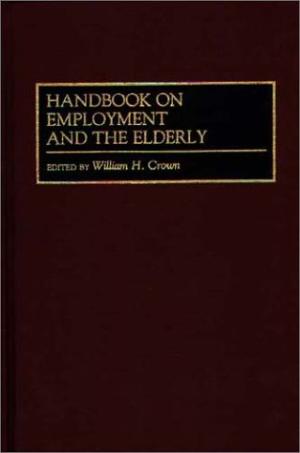 HANDBOOK ON
EMPLOYMENT
AND THE ELDERLY
EDITED BY William H. Crown